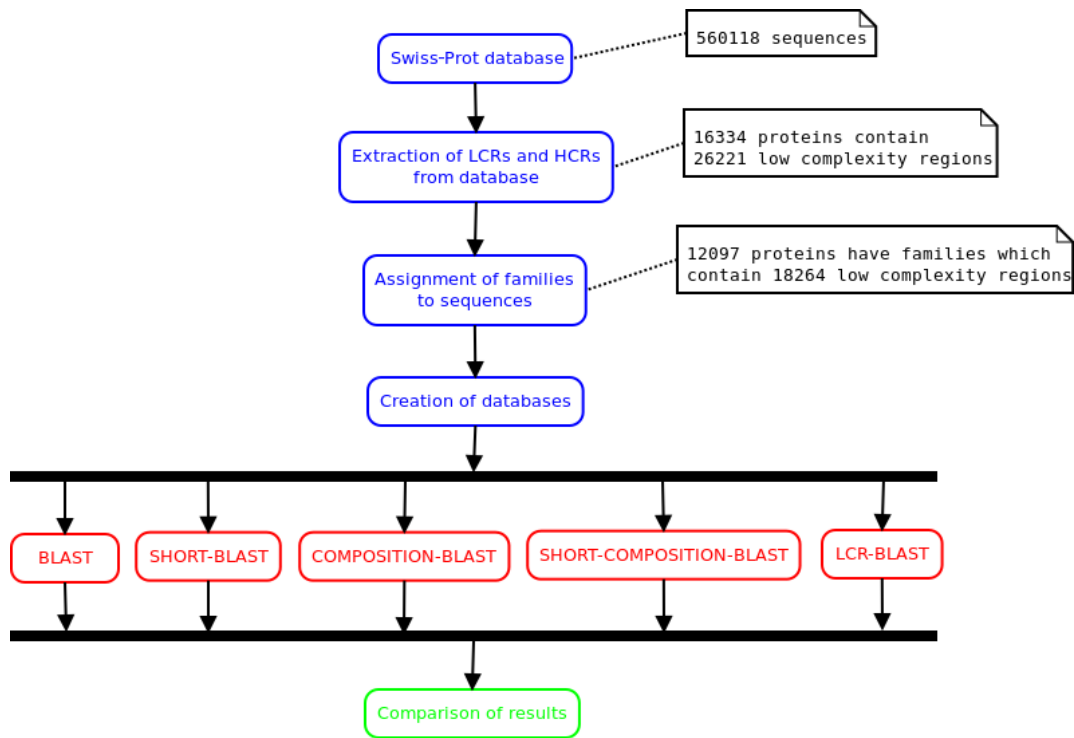 Swiss-Prot database
560118 sequences
Extraction of LCRs and HCRs
from database
16334 proteins contain
26221 low complexity regions
Assignment of families
to sequences
12097 proteins have families which
contain 18264 low complexity regions
Creation of databases
BLAST
SHORT-BLAST
COMPOSITION-BLAST
SHORT-COMPOSITION-BLAST
LCR-BLAST
Comparison of results